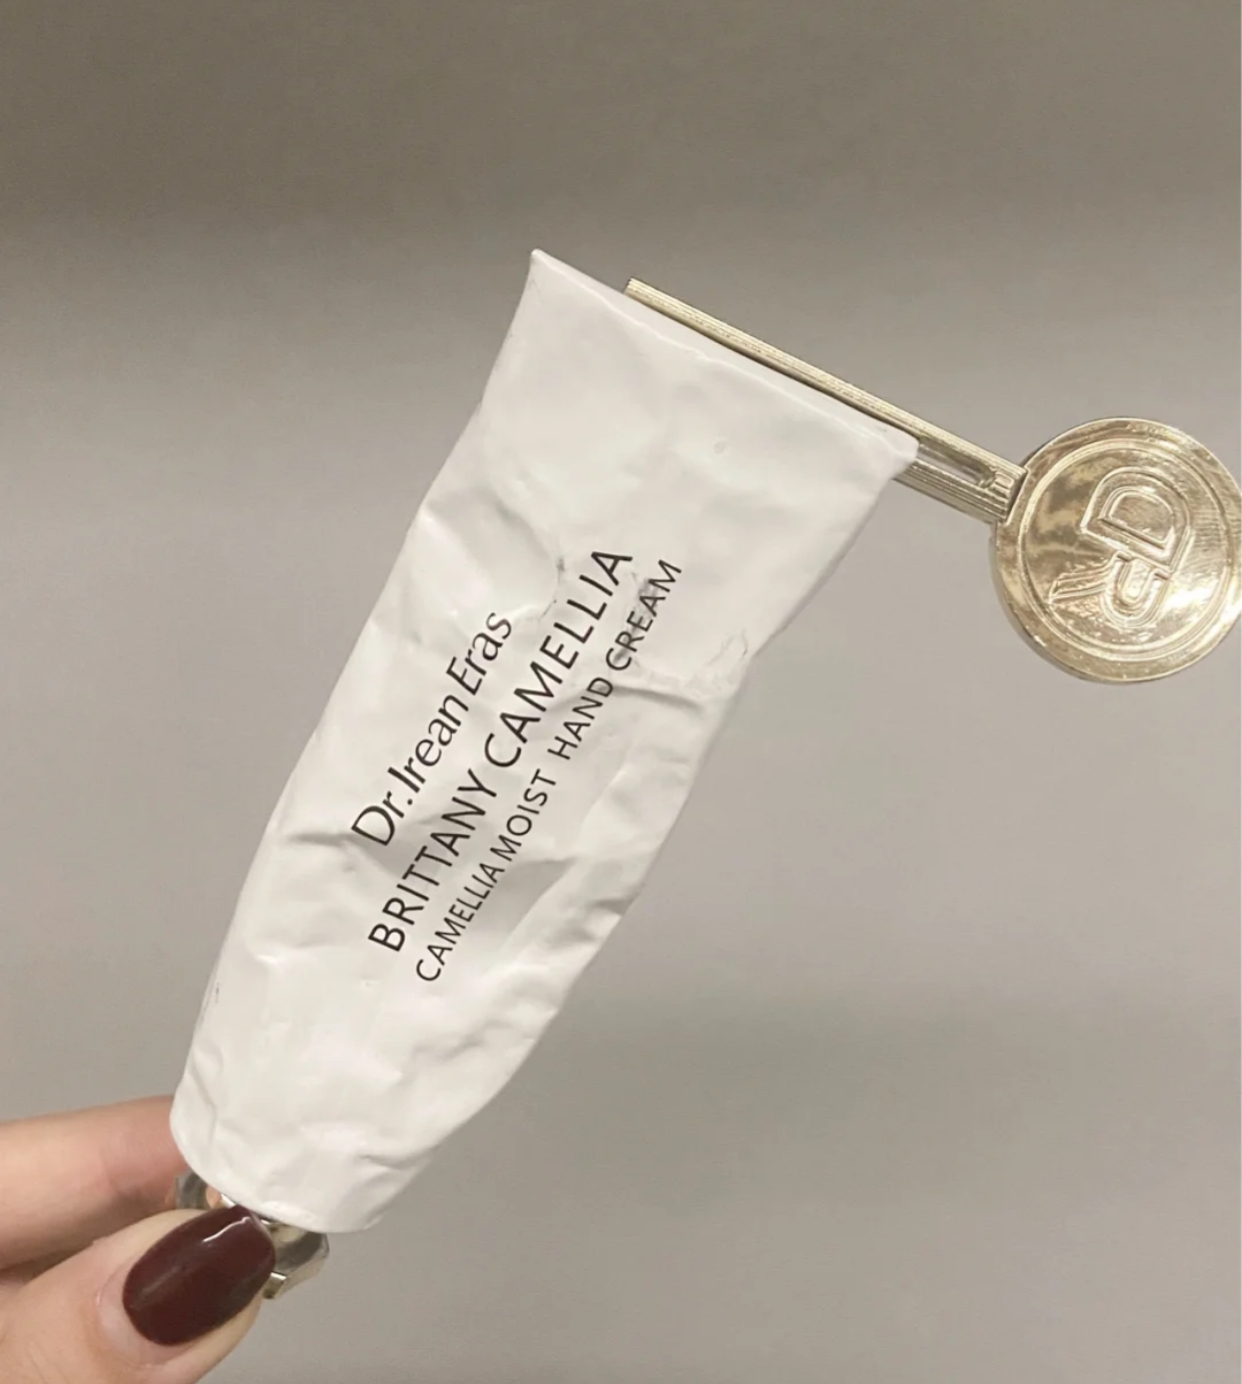 Dr.Irean Eras
BRITTANY CAMELLIA
CAMELLIA MOIST HAND CREAM